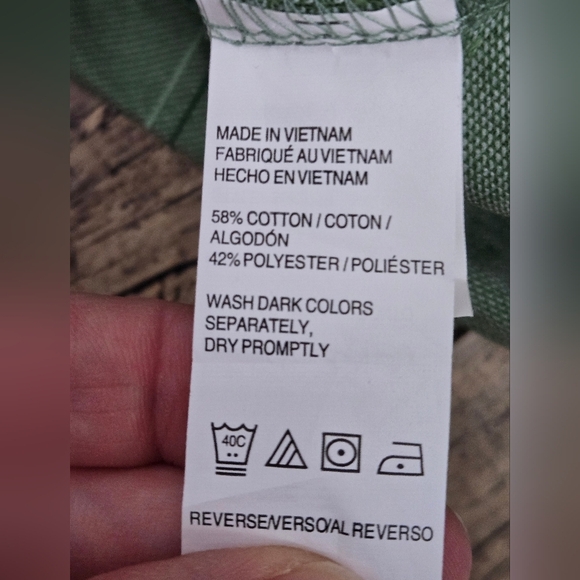 MADE IN VIETNAM
FABRIQUÉ AU VIETNAM
HECHO EN VIETNAM
58% COTTON / COTON /
ALGODÓN
42% POLYESTER / POLIÉSTER
WASH DARK COLORS
SEPARATELY,
DRY PROMPTLY
40C
REVERSE/VERSO/AL REVERSO